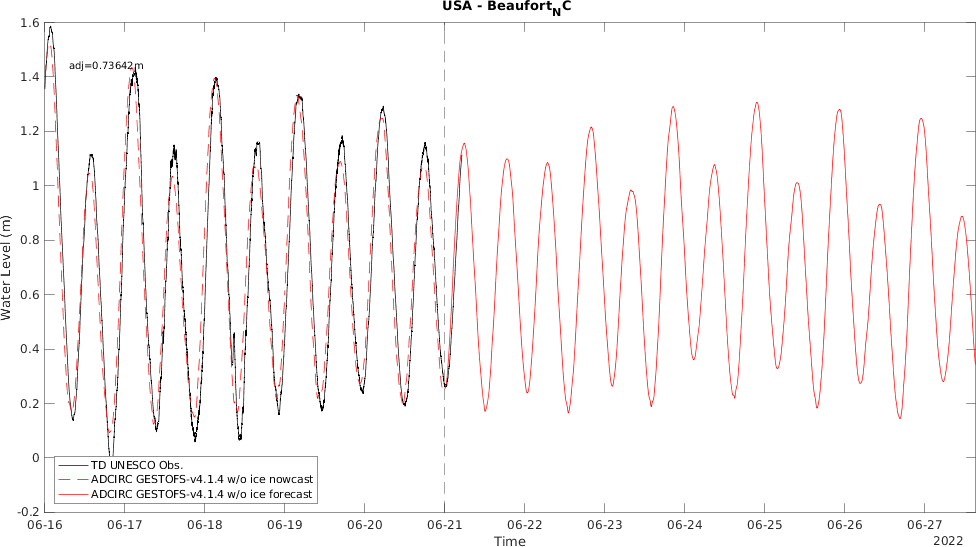 USA - Beaufort_NC
adj=0.73642m
Water Level (m)
1.6
1.4
1.2
1
0.8
0.6
0.4
0.2
0
-0.2
TD UNESCO Obs.
ADCIRC GESTOFS-v4.1.4 w/o ice nowcast
ADCIRC GESTOFS-v4.1.4 w/o ice forecast
06-16 06-17 06-18 06-19 06-20 06-21 06-22 06-23 06-24 06-25 06-26 06-27
Time
2022